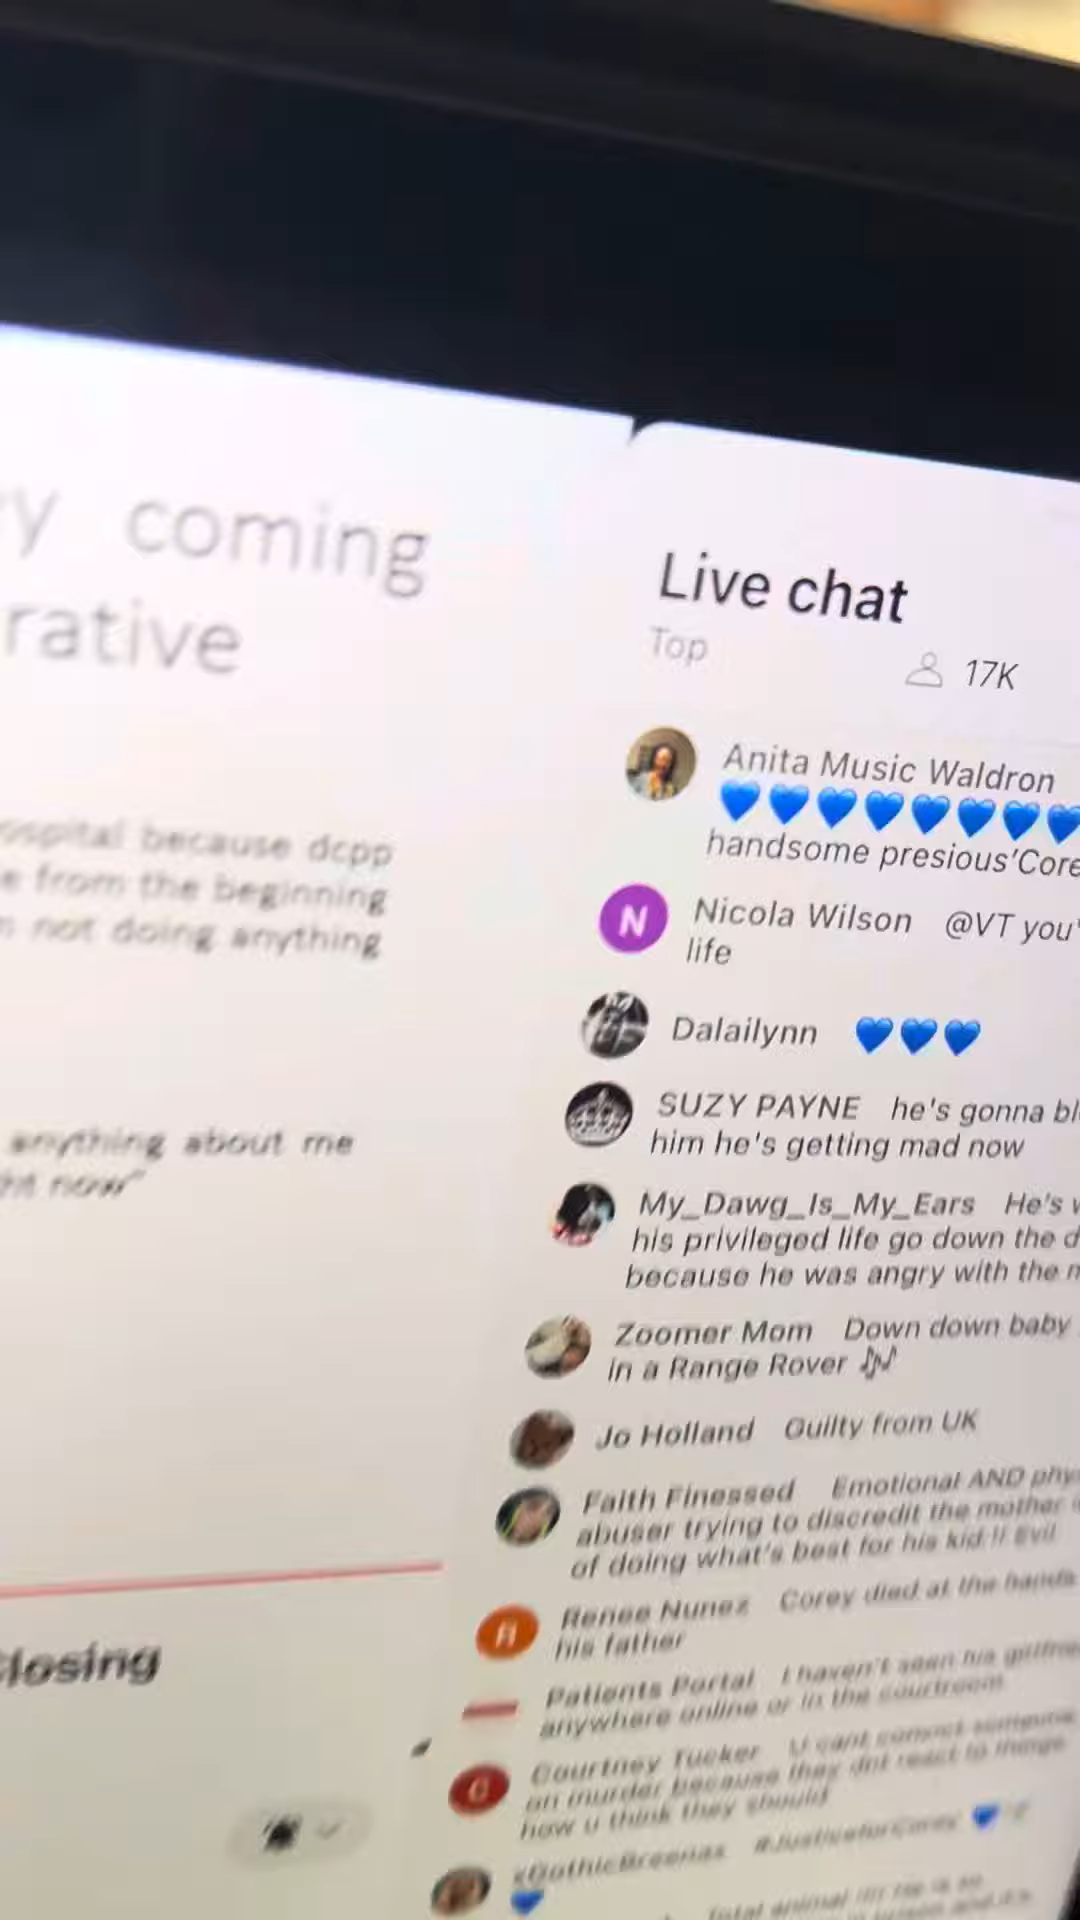 coming
rative
because dcpp
from the beginning
not doing anything
anything about me
now"
losing
Live chat
Top
17K
Anita Music Waldron
💙💙💙💙💙💙💙💙
handsome presious'Core
Nicola Wilson @VT you'
life
Dalailynn 💙💙💙
SUZY PAYNE he's gonna bl
him he's getting mad now
My_Dawg_Is_My_Ears He's
his privileged life go down the d
because he was angry with the
Zoomer Mom Down down baby
in a Range Rover 🎶
Jo Holland Guilty from UK
Faith Finessed Emotional AND phy
abuser trying to discredit the mother
of doing what's best for his kid!! Evil
Renee Nunez Corey died at the hands
his father
Patients Portal I haven't seen his girlfrie
anywhere online or in the courtroom
Courtney Tucker U cant convict someone
on murder because they dnt react to things
how u think they should
xGothicBreenax #JusticeforCorey 💙
💙